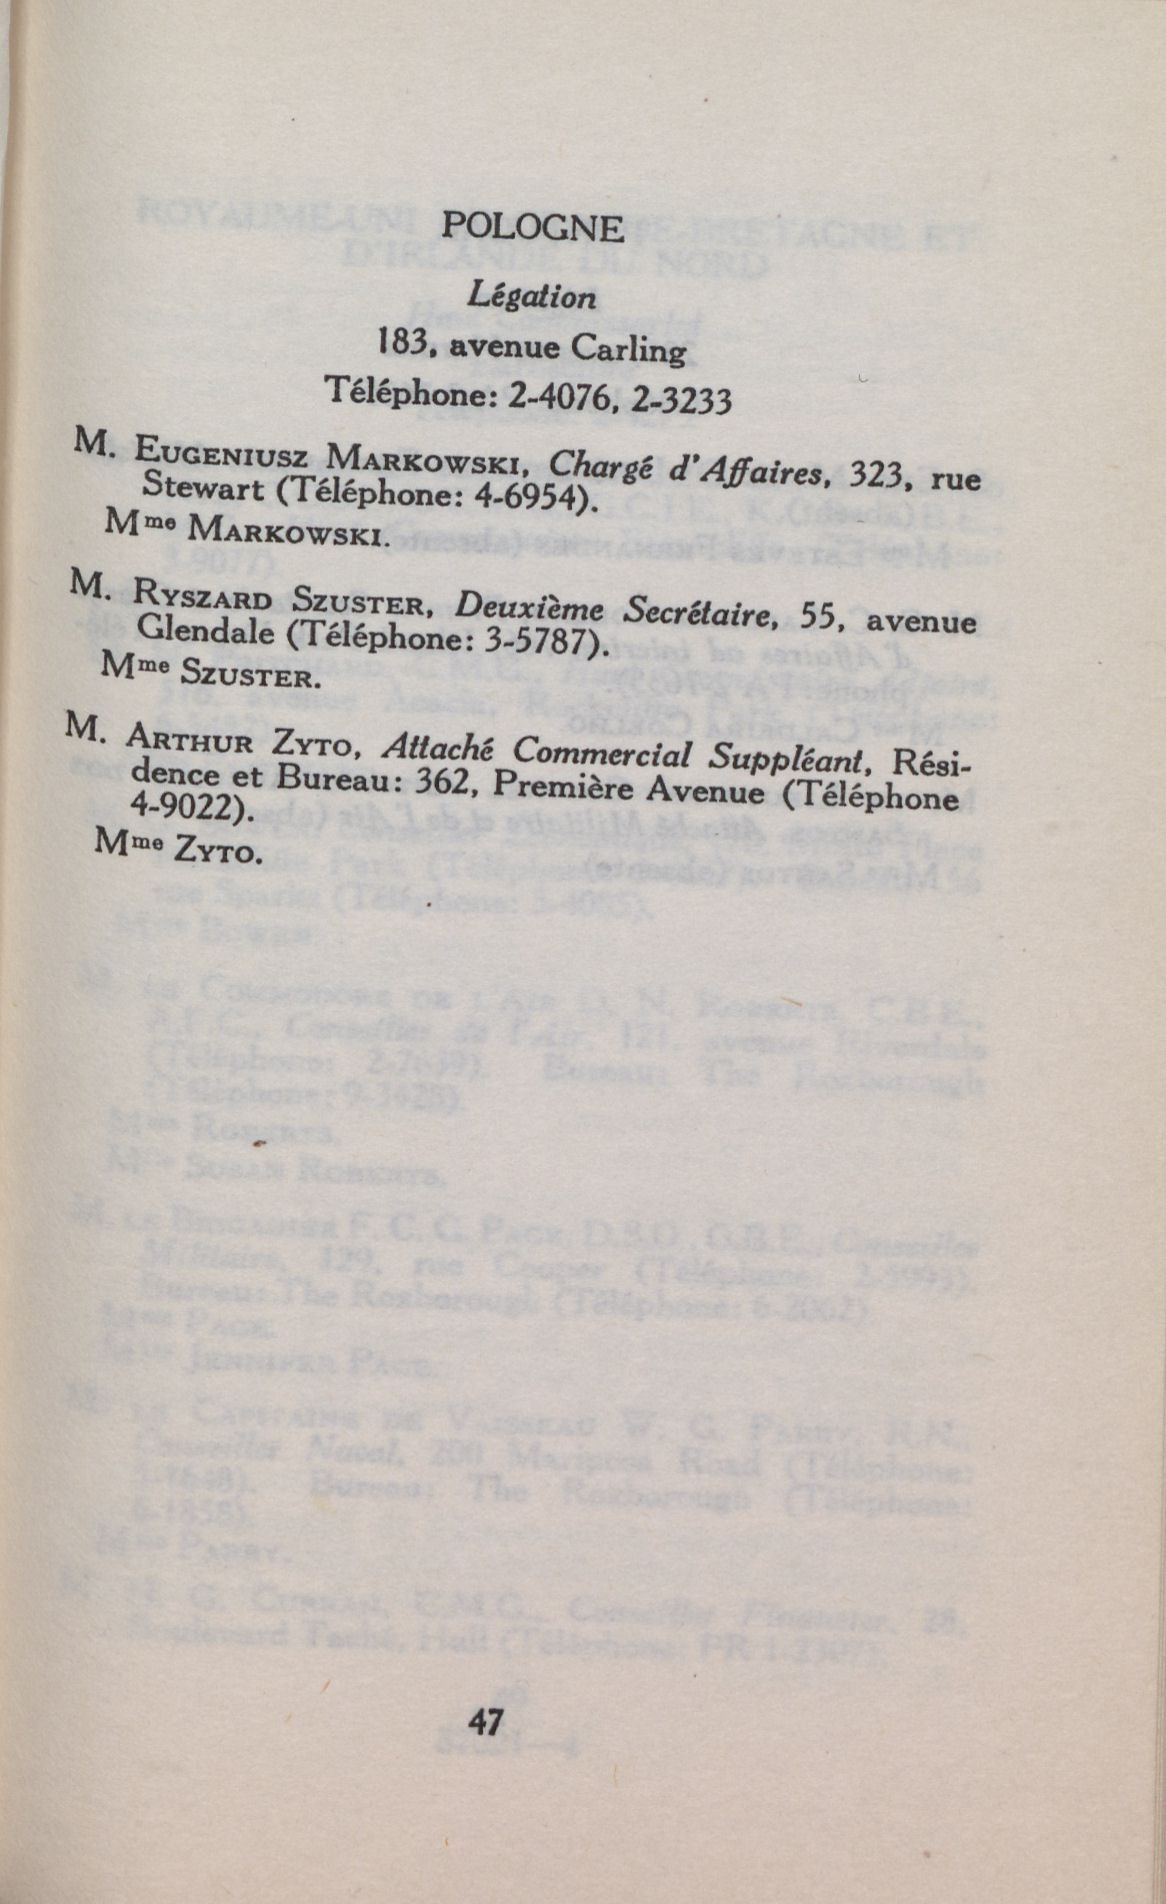 POLOGNE
Légation
183, avenue Carling
Téléphone: 2-4076, 2-3233
M. EUGENIUSZ MARKOWSKI, Chargé d'Affaires, 323, rue
Stewart (Téléphone: 4-6954).
Mme MARKOWSKI.
M. RYSZARD SZUSTER, Deuxième Secrétaire, 55, avenue
Glendale (Téléphone: 3-5787).
Mme SZUSTER.
M. ARTHUR ZYTO, Attaché Commercial Suppléant, Rési-
dence et Bureau: 362, Première Avenue (Téléphone
4-9022).
Mme ZYTO.
47